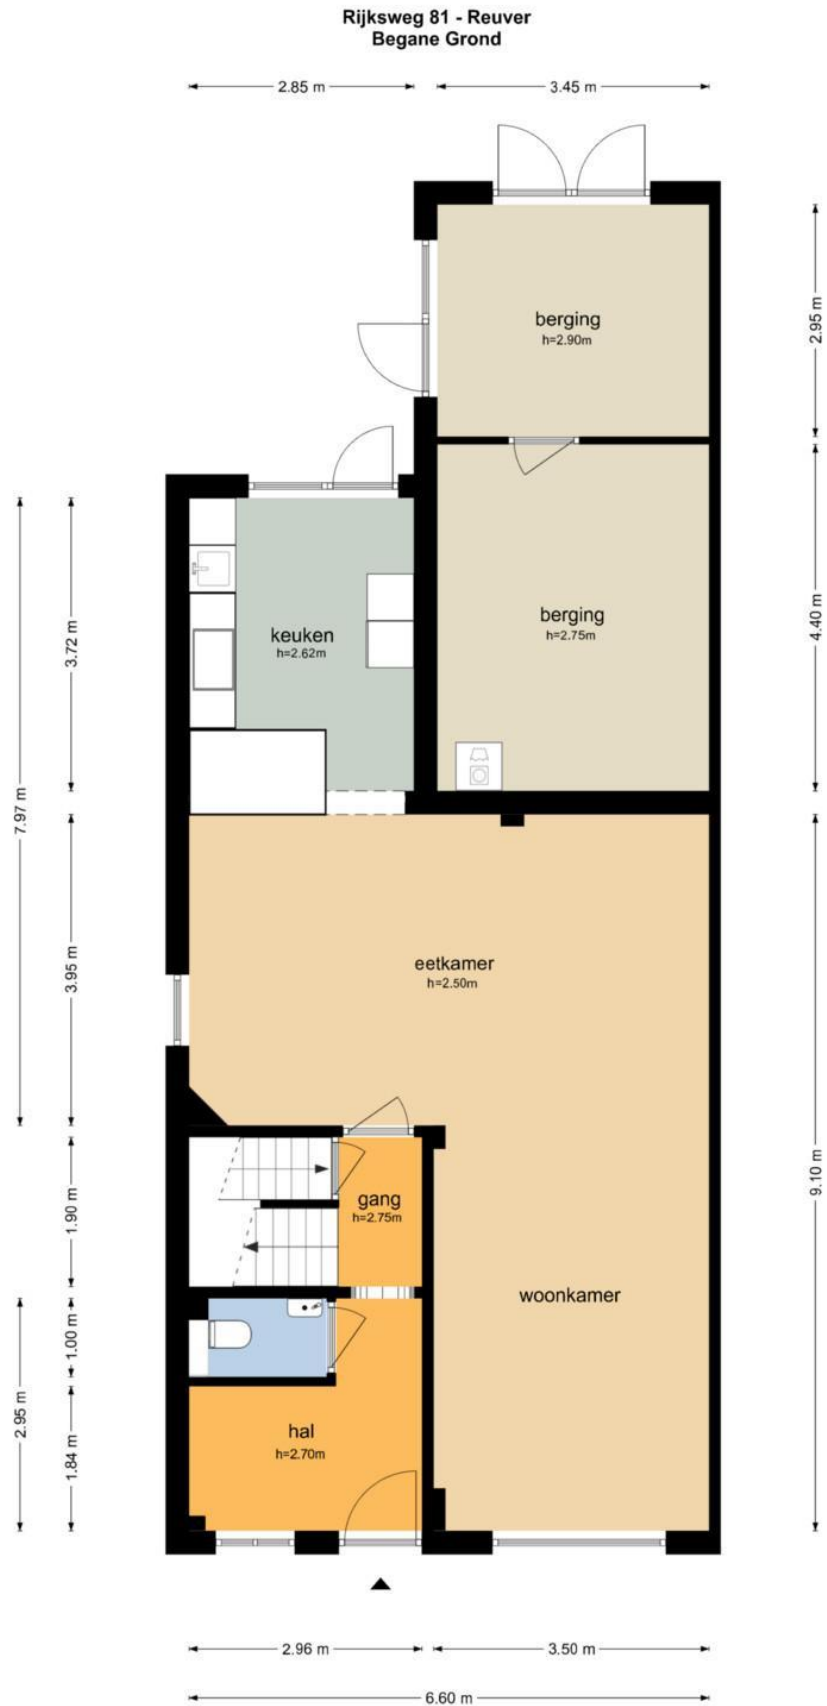 Rijksweg 81 - Reuver
Begane Grond
2.85 m
3.45 m
berging
h=2.90m
2.95 m
berging
h=2.75m
4.40 m
keuken
h=2.62m
3.72 m
7.97 m
eetkamer
h=2.50m
3.95 m
9.10 m
gang
h=2.75m
1.90 m
woonkamer
1.00 m
2.95 m
hal
h=2.70m
1.84 m
2.96 m
3.50 m
6.60 m